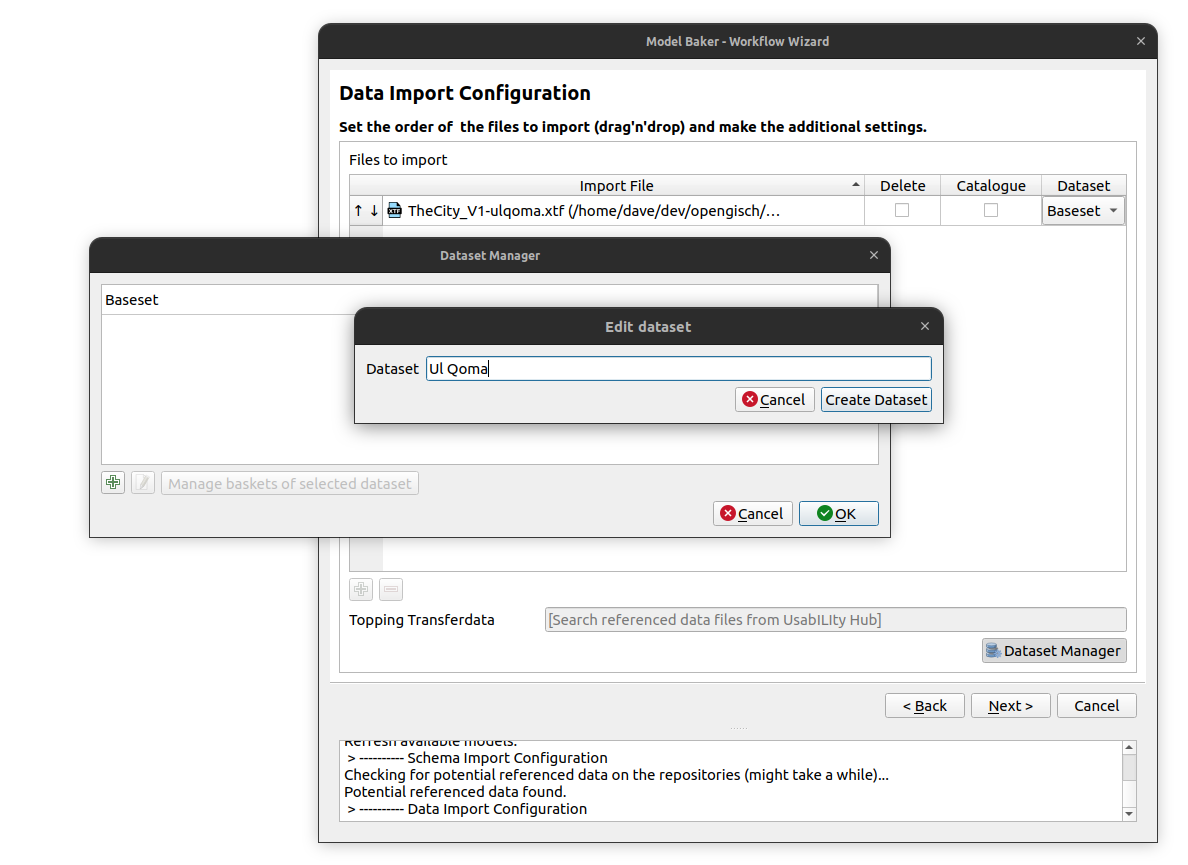 Model Baker - Workflow Wizard
Data Import Configuration
Set the order of  the files to import (drag'n'drop) and make the additional settings.
Files to import
Import File Delete Catalogue Dataset
↑ ↓ XTF TheCity_V1-ulqoma.xtf (/home/dave/dev/opengisch/… Baseset
Dataset Manager
Baseset
Edit dataset
Dataset Ul Qoma
Cancel Create Dataset
Manage baskets of selected dataset
Cancel OK
Topping Transferdata [Search referenced data files from UsabILIty Hub]
Dataset Manager
< Back Next > Cancel
Refresh available models.
> ---------- Schema Import Configuration
Checking for potential referenced data on the repositories (might take a while)...
Potential referenced data found.
> ---------- Data Import Configuration